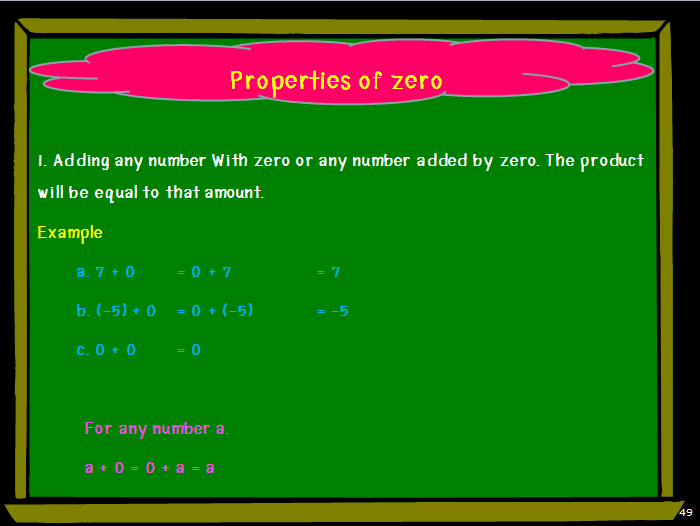 Properties of zero
1. Adding any number With zero or any number added by zero. The product
will be equal to that amount.
Example
a. 7 + 0 = 0 + 7 = 7
b. (-5) + 0 = 0 + (-5) = -5
c. 0 + 0 = 0
For any number a.
a + 0 = 0 + a = a
49